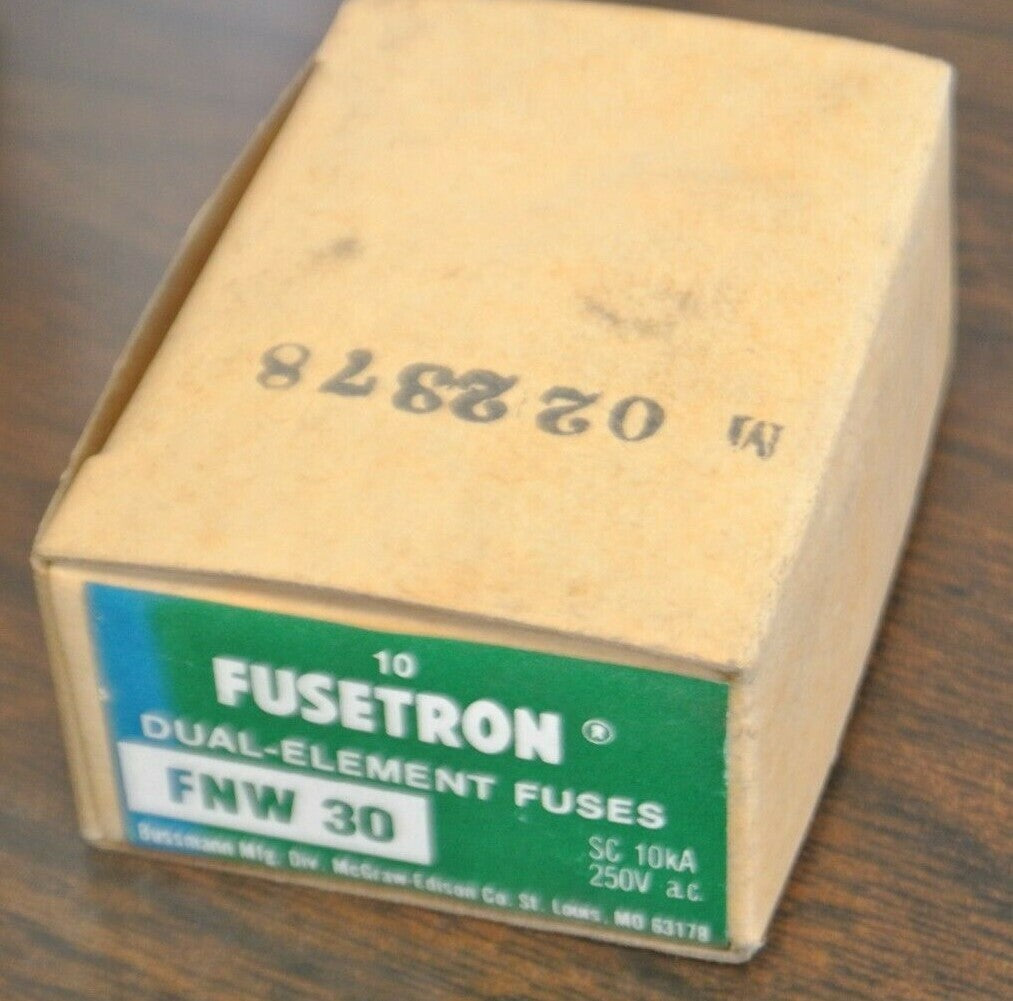 M 022378
10
FUSETRON ®
DUAL-ELEMENT FUSES
FNW 30
SC 10kA
250V a.c.
Bussmann Mfg. Div. McGraw-Edison Co. St. Louis, MO 63178